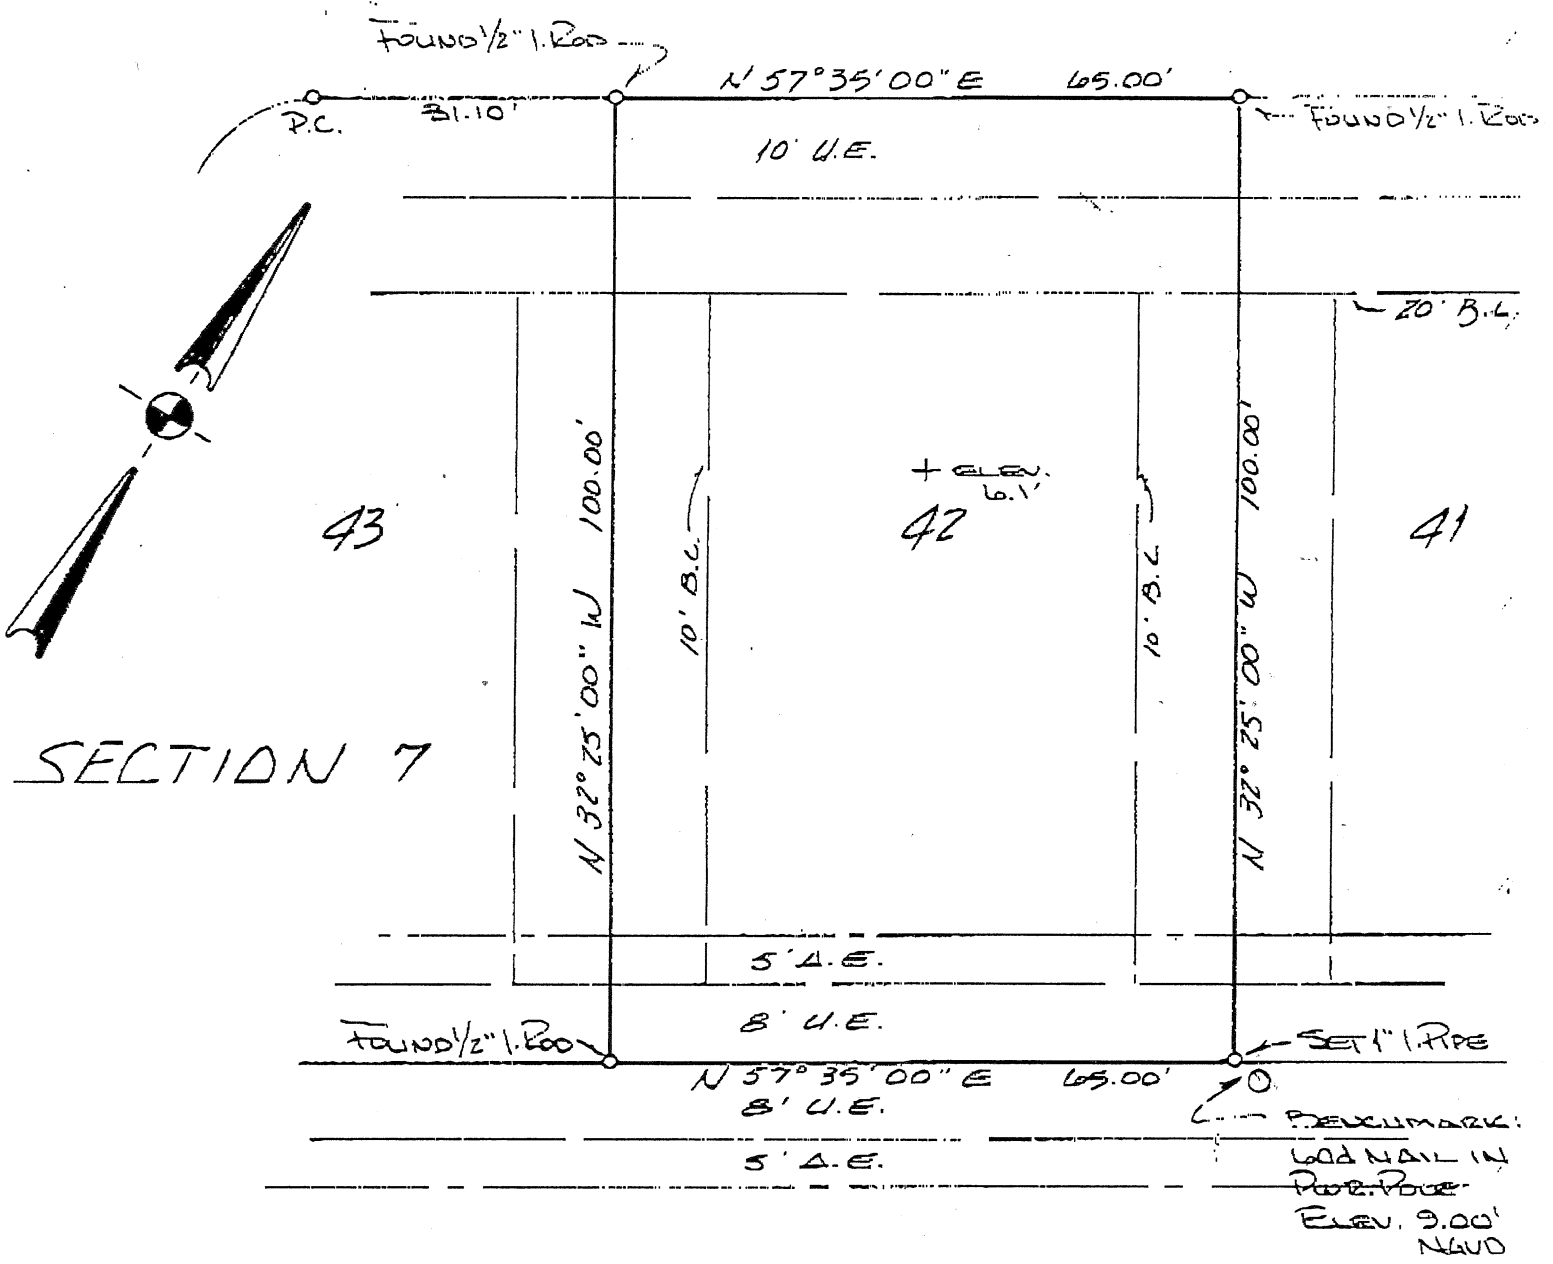 FOUND 1/2" I. ROD
N 57°35'00" E 65.00'
31.10'
P.C.
FOUND 1/2" I. ROD
10' U.E.
20' B.L.
N 32° 25' 00" W 100.00'
N 32° 25' 00" W 100.00'
+ ELEV.
6.1'
43
42
41
10' B.L.
10' B.L
SECTION 7
5' A.E.
8' U.E.
FOUND 1/2" I. ROD
SET 1" I. PIPE
N 57° 35' 00" E 65.00'
8' U.E.
BENCHMARK:
60d NAIL IN
PWR. POLE
ELEV. 9.00'
NGVD
5' A.E.